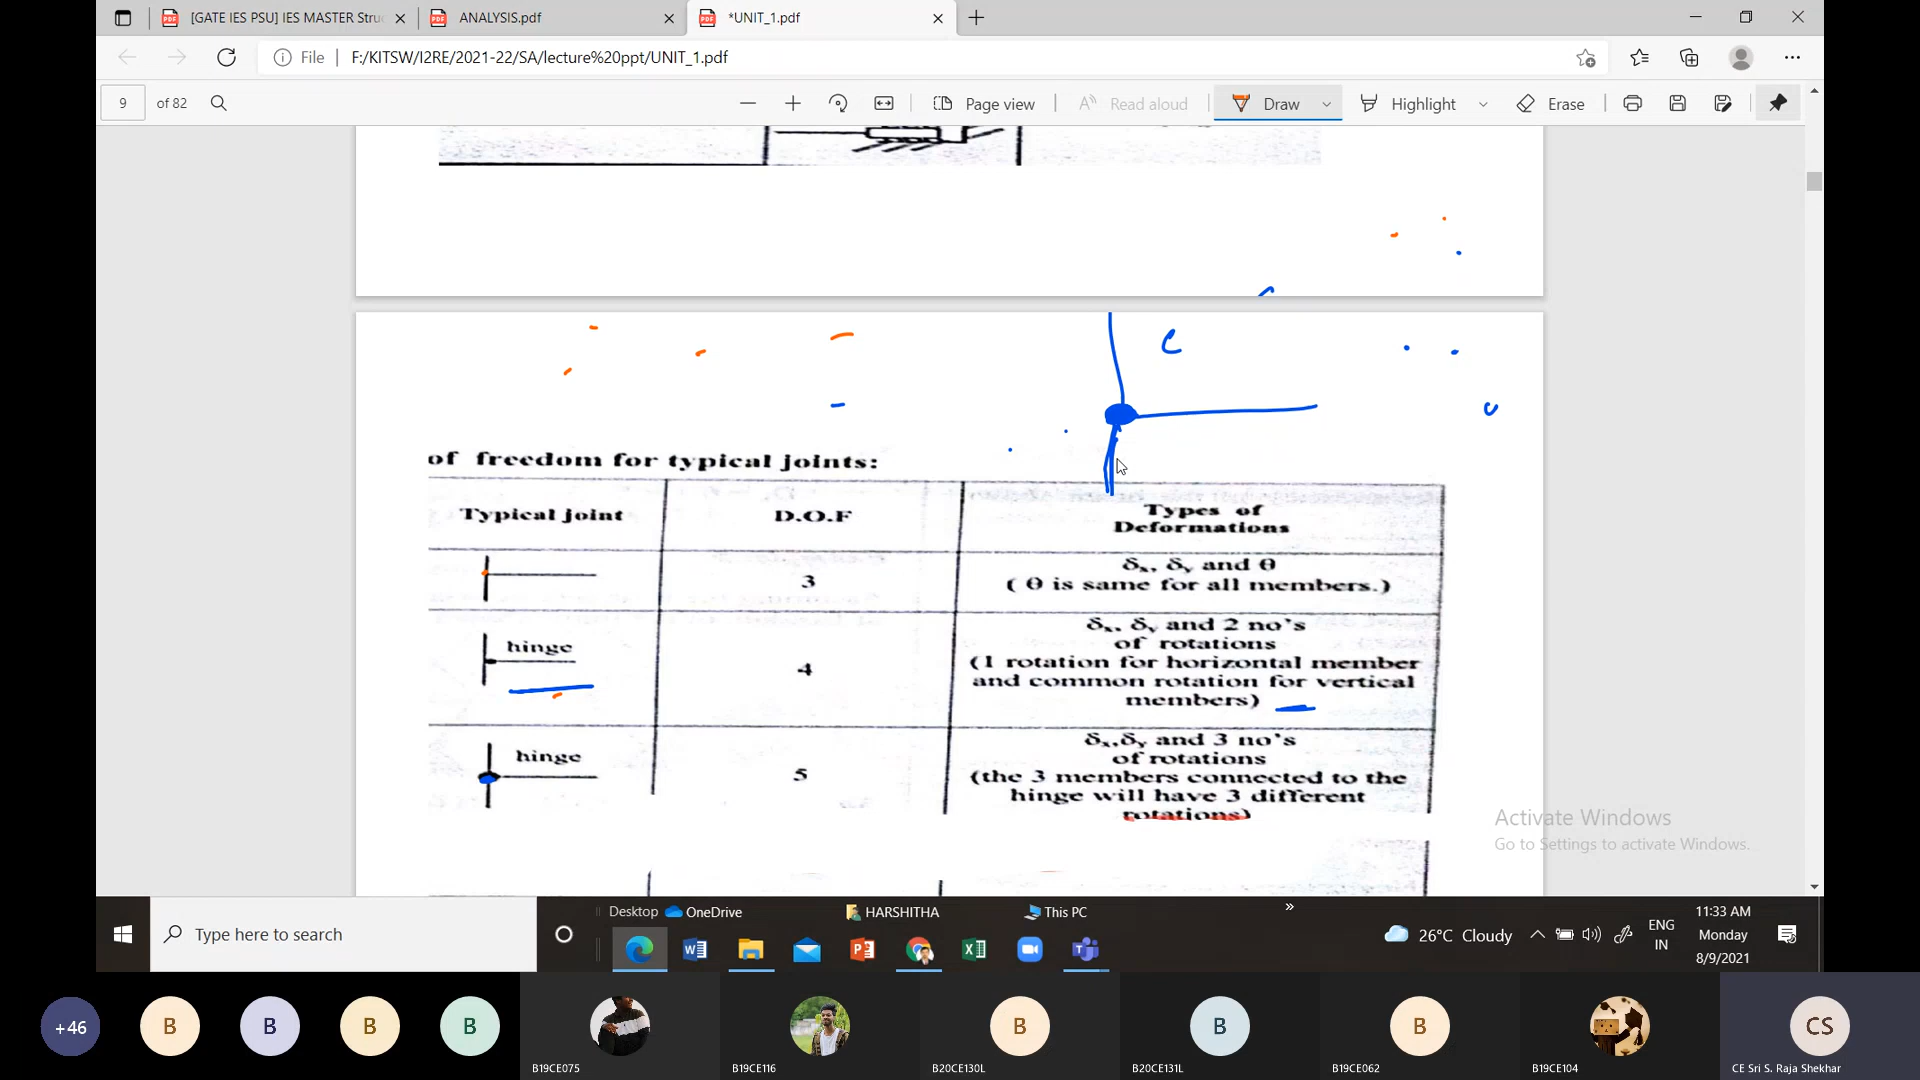 [GATE IES PSU] IES MASTER Stru
ANALYSIS.pdf
*UNIT_1.pdf
File
F:/KITSW/I2RE/2021-22/SA/lecture%20ppt/UNIT_1.pdf
9 of 82
Page view
Read aloud
Draw
Highlight
Erase
C
of freedom for typical joints:
Typical joint
D.O.F
Types of
Deformations
3
δx, δy and θ
( θ is same for all members.)
hinge
4
δx, δy and 2 no's
of rotations
(1 rotation for horizontal member
and common rotation for vertical
members)
hinge
5
δx,δy and 3 no's
of rotations
(the 3 members connected to the
hinge will have 3 different
rotations)
Activate Windows
Go to Settings to activate Windows.
Type here to search
Desktop
OneDrive
HARSHITHA
This PC
»
26°C Cloudy
ENG
IN
11:33 AM
Monday
8/9/2021
+46
B
B
B
B
B19CE075
B19CE116
B
B20CE130L
B
B20CE131L
B
B19CE062
B19CE104
CS
CE Sri S. Raja Shekhar